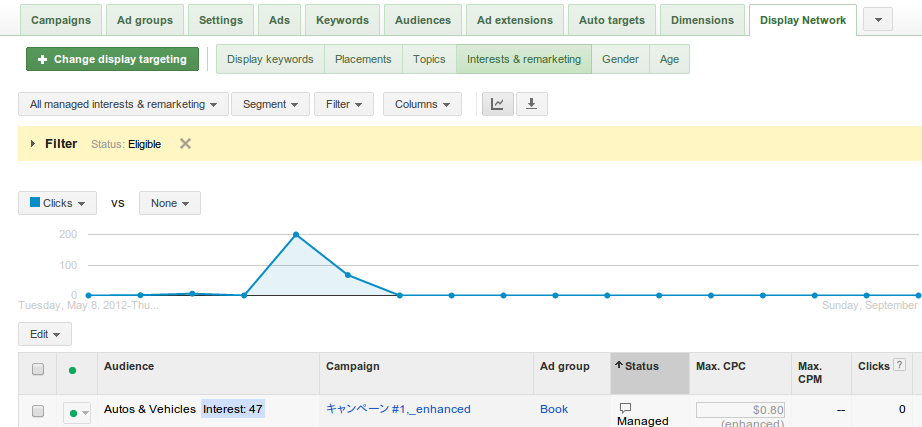 Campaigns Ad groups Settings Ads Keywords Audiences Ad extensions Auto targets Dimensions Display Network
+ Change display targeting Display keywords Placements Topics Interests & remarketing Gender Age
All managed interests & remarketing Segment Filter Columns
Filter Status: Eligible
Clicks vs None
200
100
0
Tuesday, May 8, 2012-Thu... Sunday, September
Edit
Audience Campaign Ad group Status Max. CPC Max. CPM Clicks ?
Autos & Vehicles Interest: 47 キャンペーン #1,_enhanced Book Managed $0.80 -- 0
(enhanced)